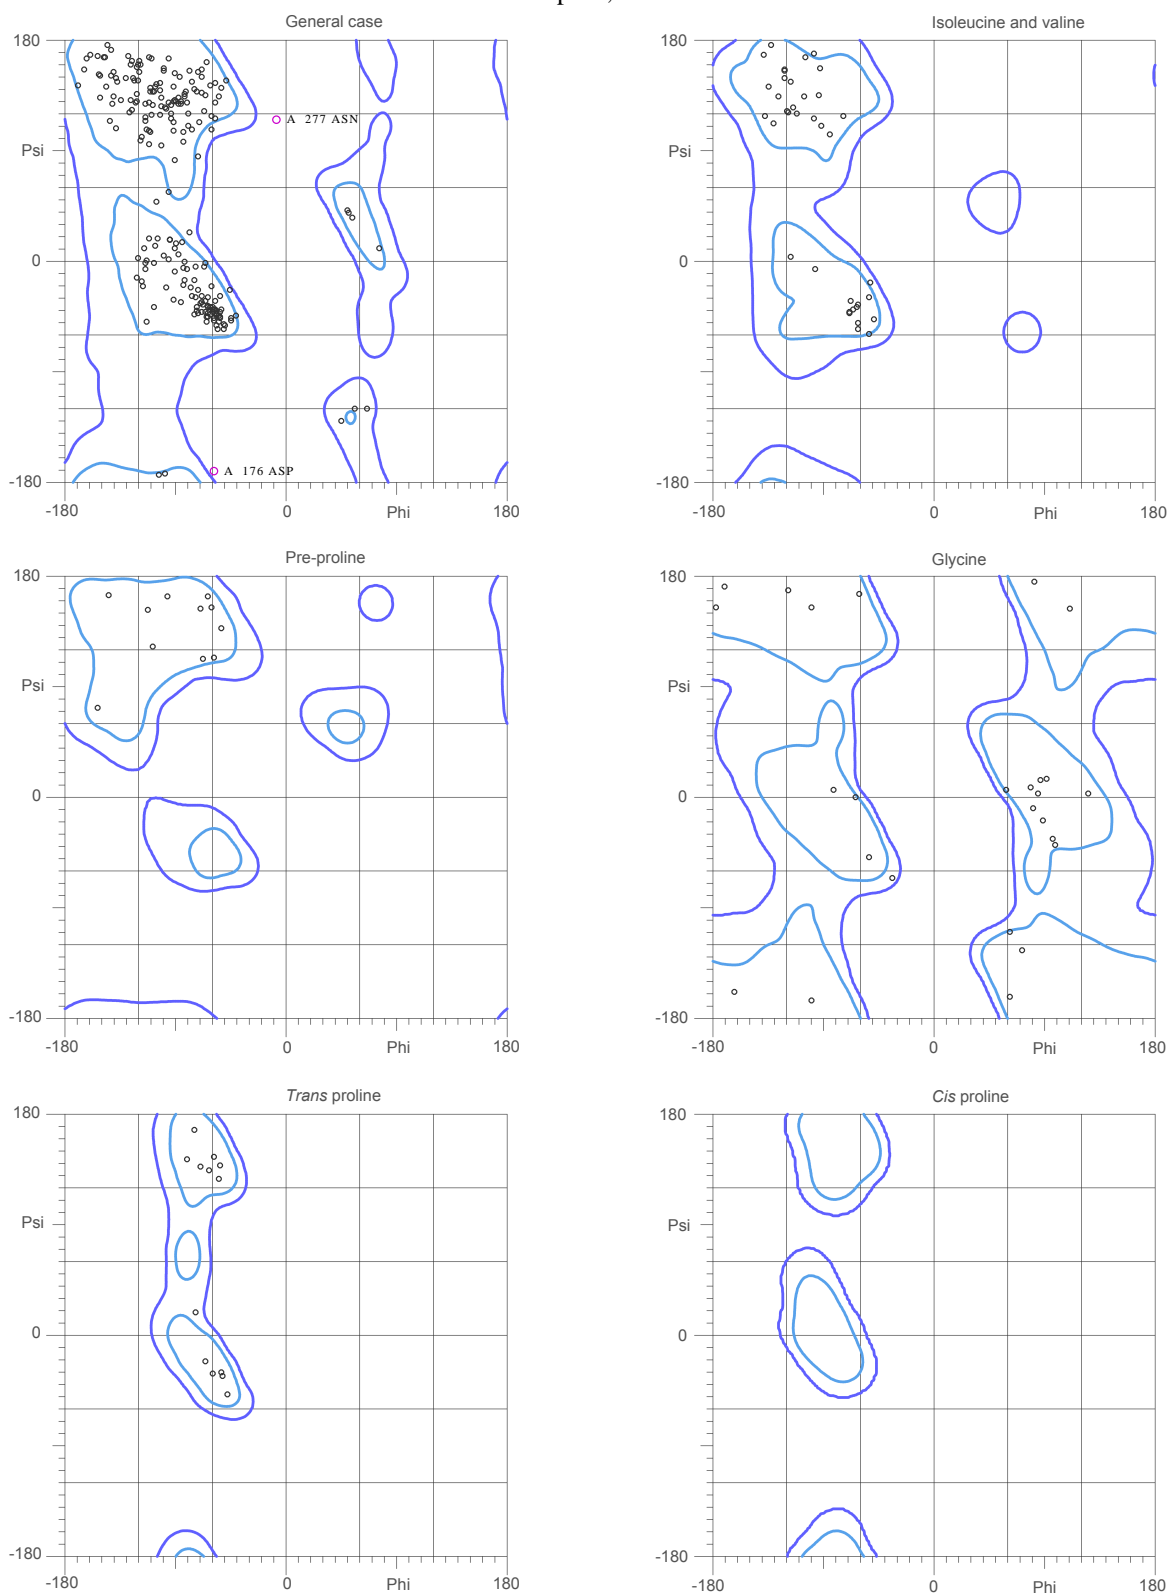 General case
180
Psi
0
-180
-180
0
Phi
180
A 277 ASN
A 176 ASP
Isoleucine and valine
180
Psi
0
-180
-180
0
Phi
180
Pre-proline
180
Psi
0
-180
-180
0
Phi
180
Glycine
180
Psi
0
-180
-180
0
Phi
180
Trans proline
180
Psi
0
-180
-180
0
Phi
180
Cis proline
180
Psi
0
-180
-180
0
Phi
180